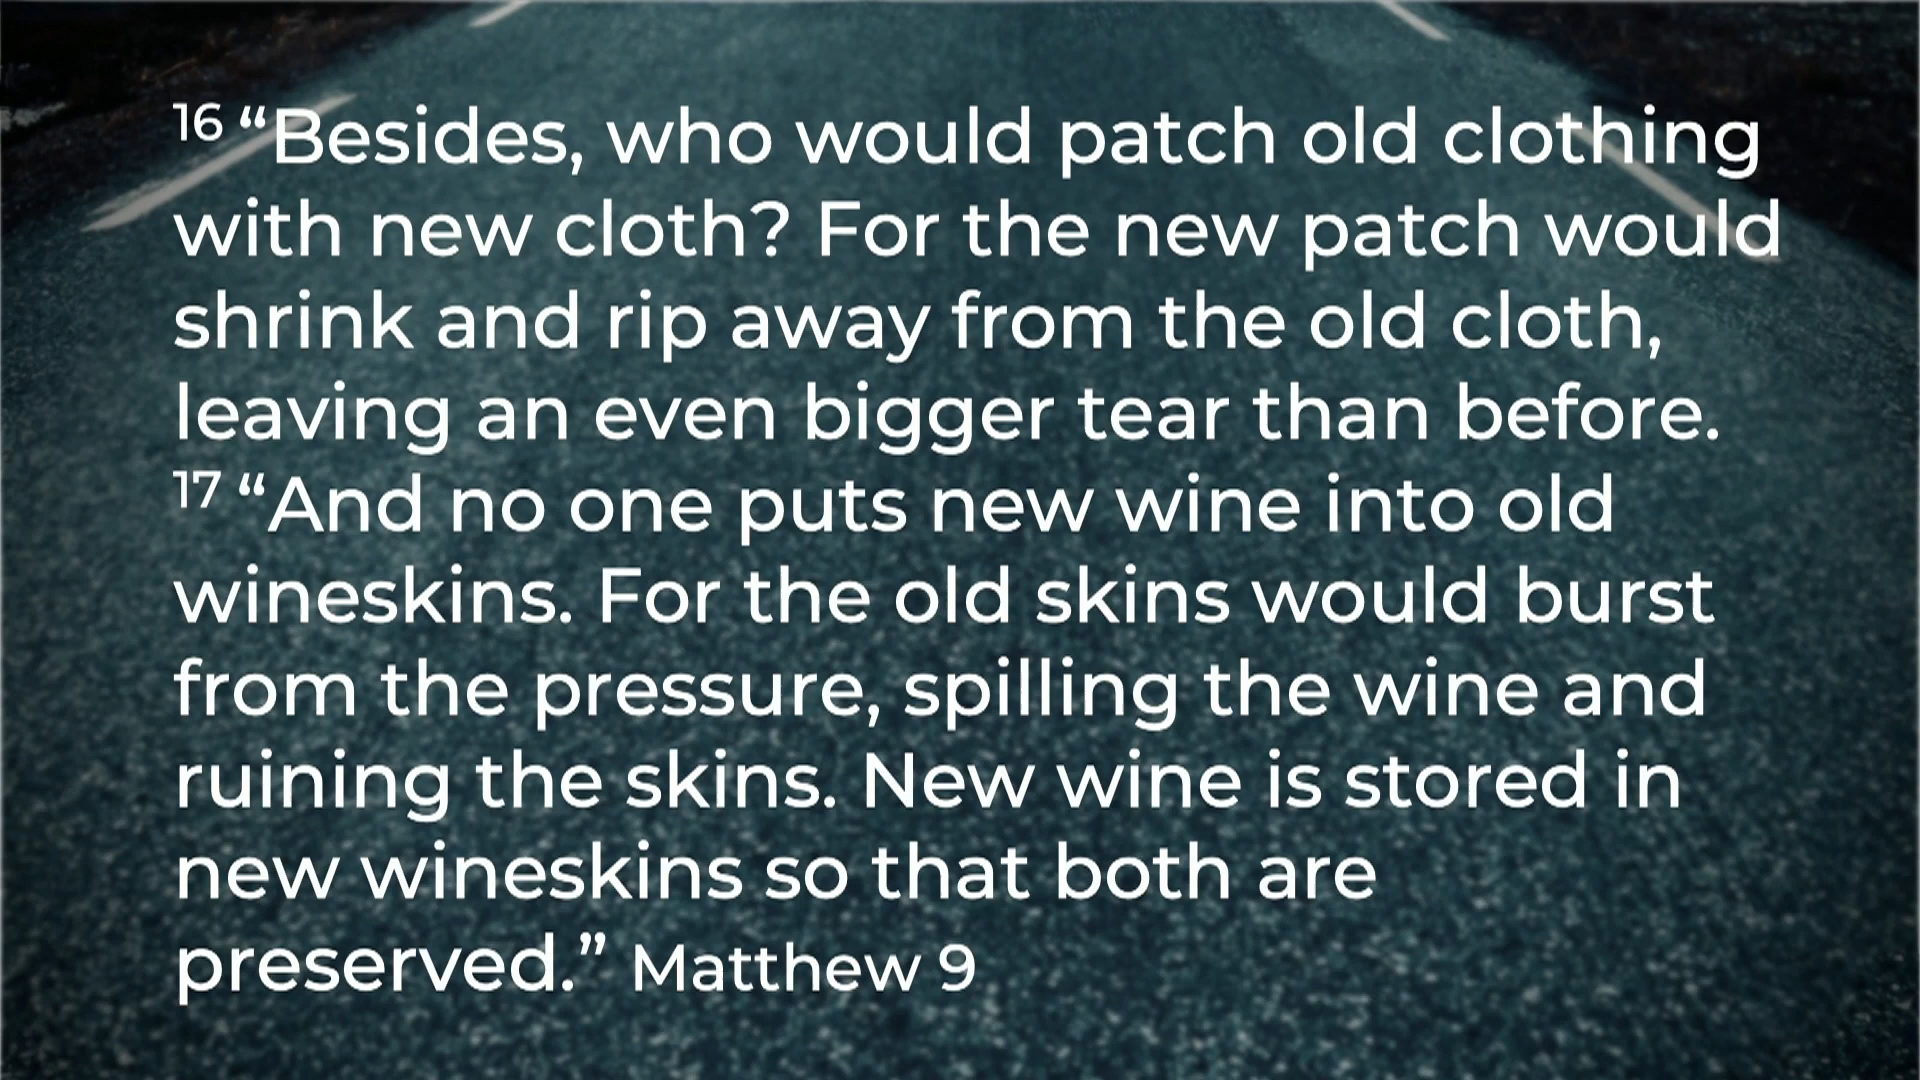 16 “Besides, who would patch old clothing
with new cloth? For the new patch would
shrink and rip away from the old cloth,
leaving an even bigger tear than before.
17 “And no one puts new wine into old
wineskins. For the old skins would burst
from the pressure, spilling the wine and
ruining the skins. New wine is stored in
new wineskins so that both are
preserved.” Matthew 9